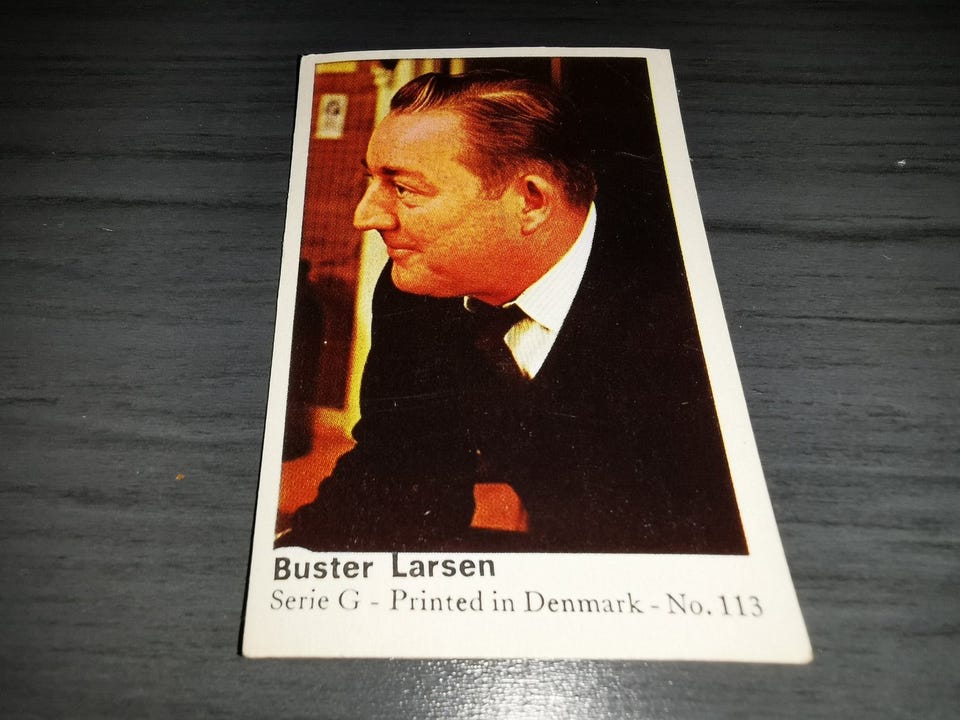 Buster Larsen
Serie G - Printed in Denmark - No. 113